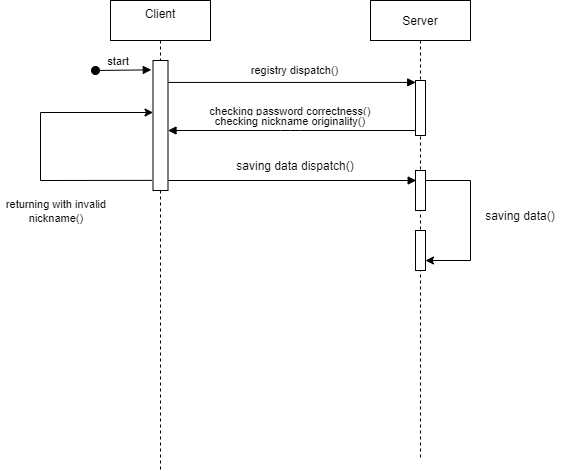 Client
Server
start
registry dispatch()
checking password correctness()
checking nickname originality()
saving data dispatch()
returning with invalid
nickname()
saving data()